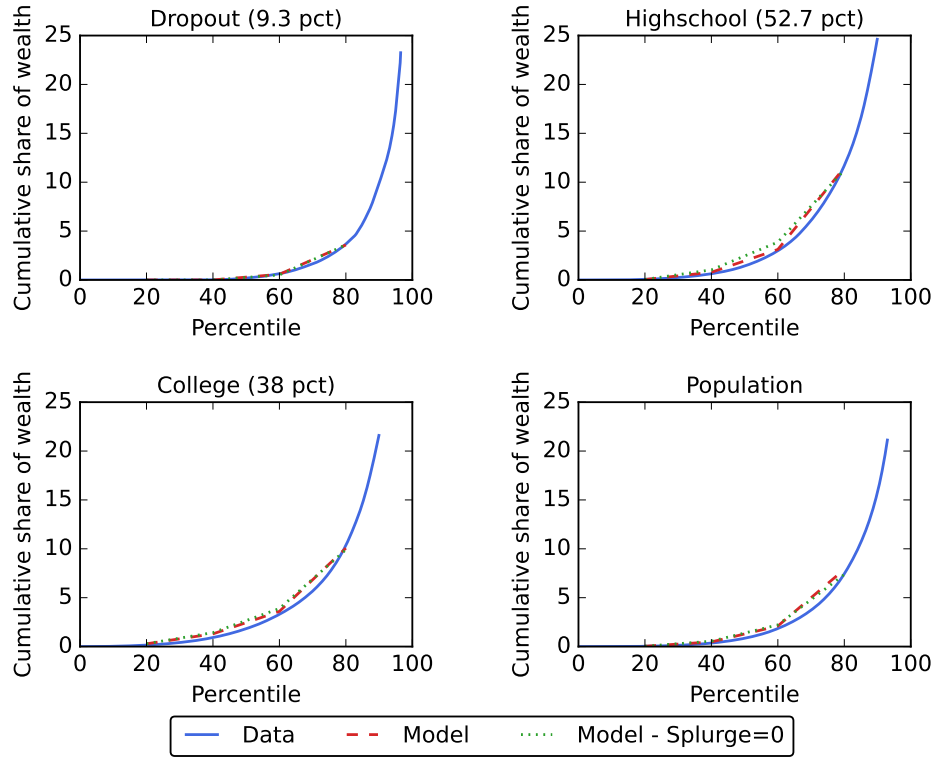 Dropout (9.3 pct)
Cumulative share of wealth
25
20
15
10
5
0
0 20 40 60 80 100
Percentile
Highschool (52.7 pct)
Cumulative share of wealth
25
20
15
10
5
0
0 20 40 60 80 100
Percentile
College (38 pct)
Cumulative share of wealth
25
20
15
10
5
0
0 20 40 60 80 100
Percentile
Population
Cumulative share of wealth
25
20
15
10
5
0
0 20 40 60 80 100
Percentile
Data Model Model - Splurge=0